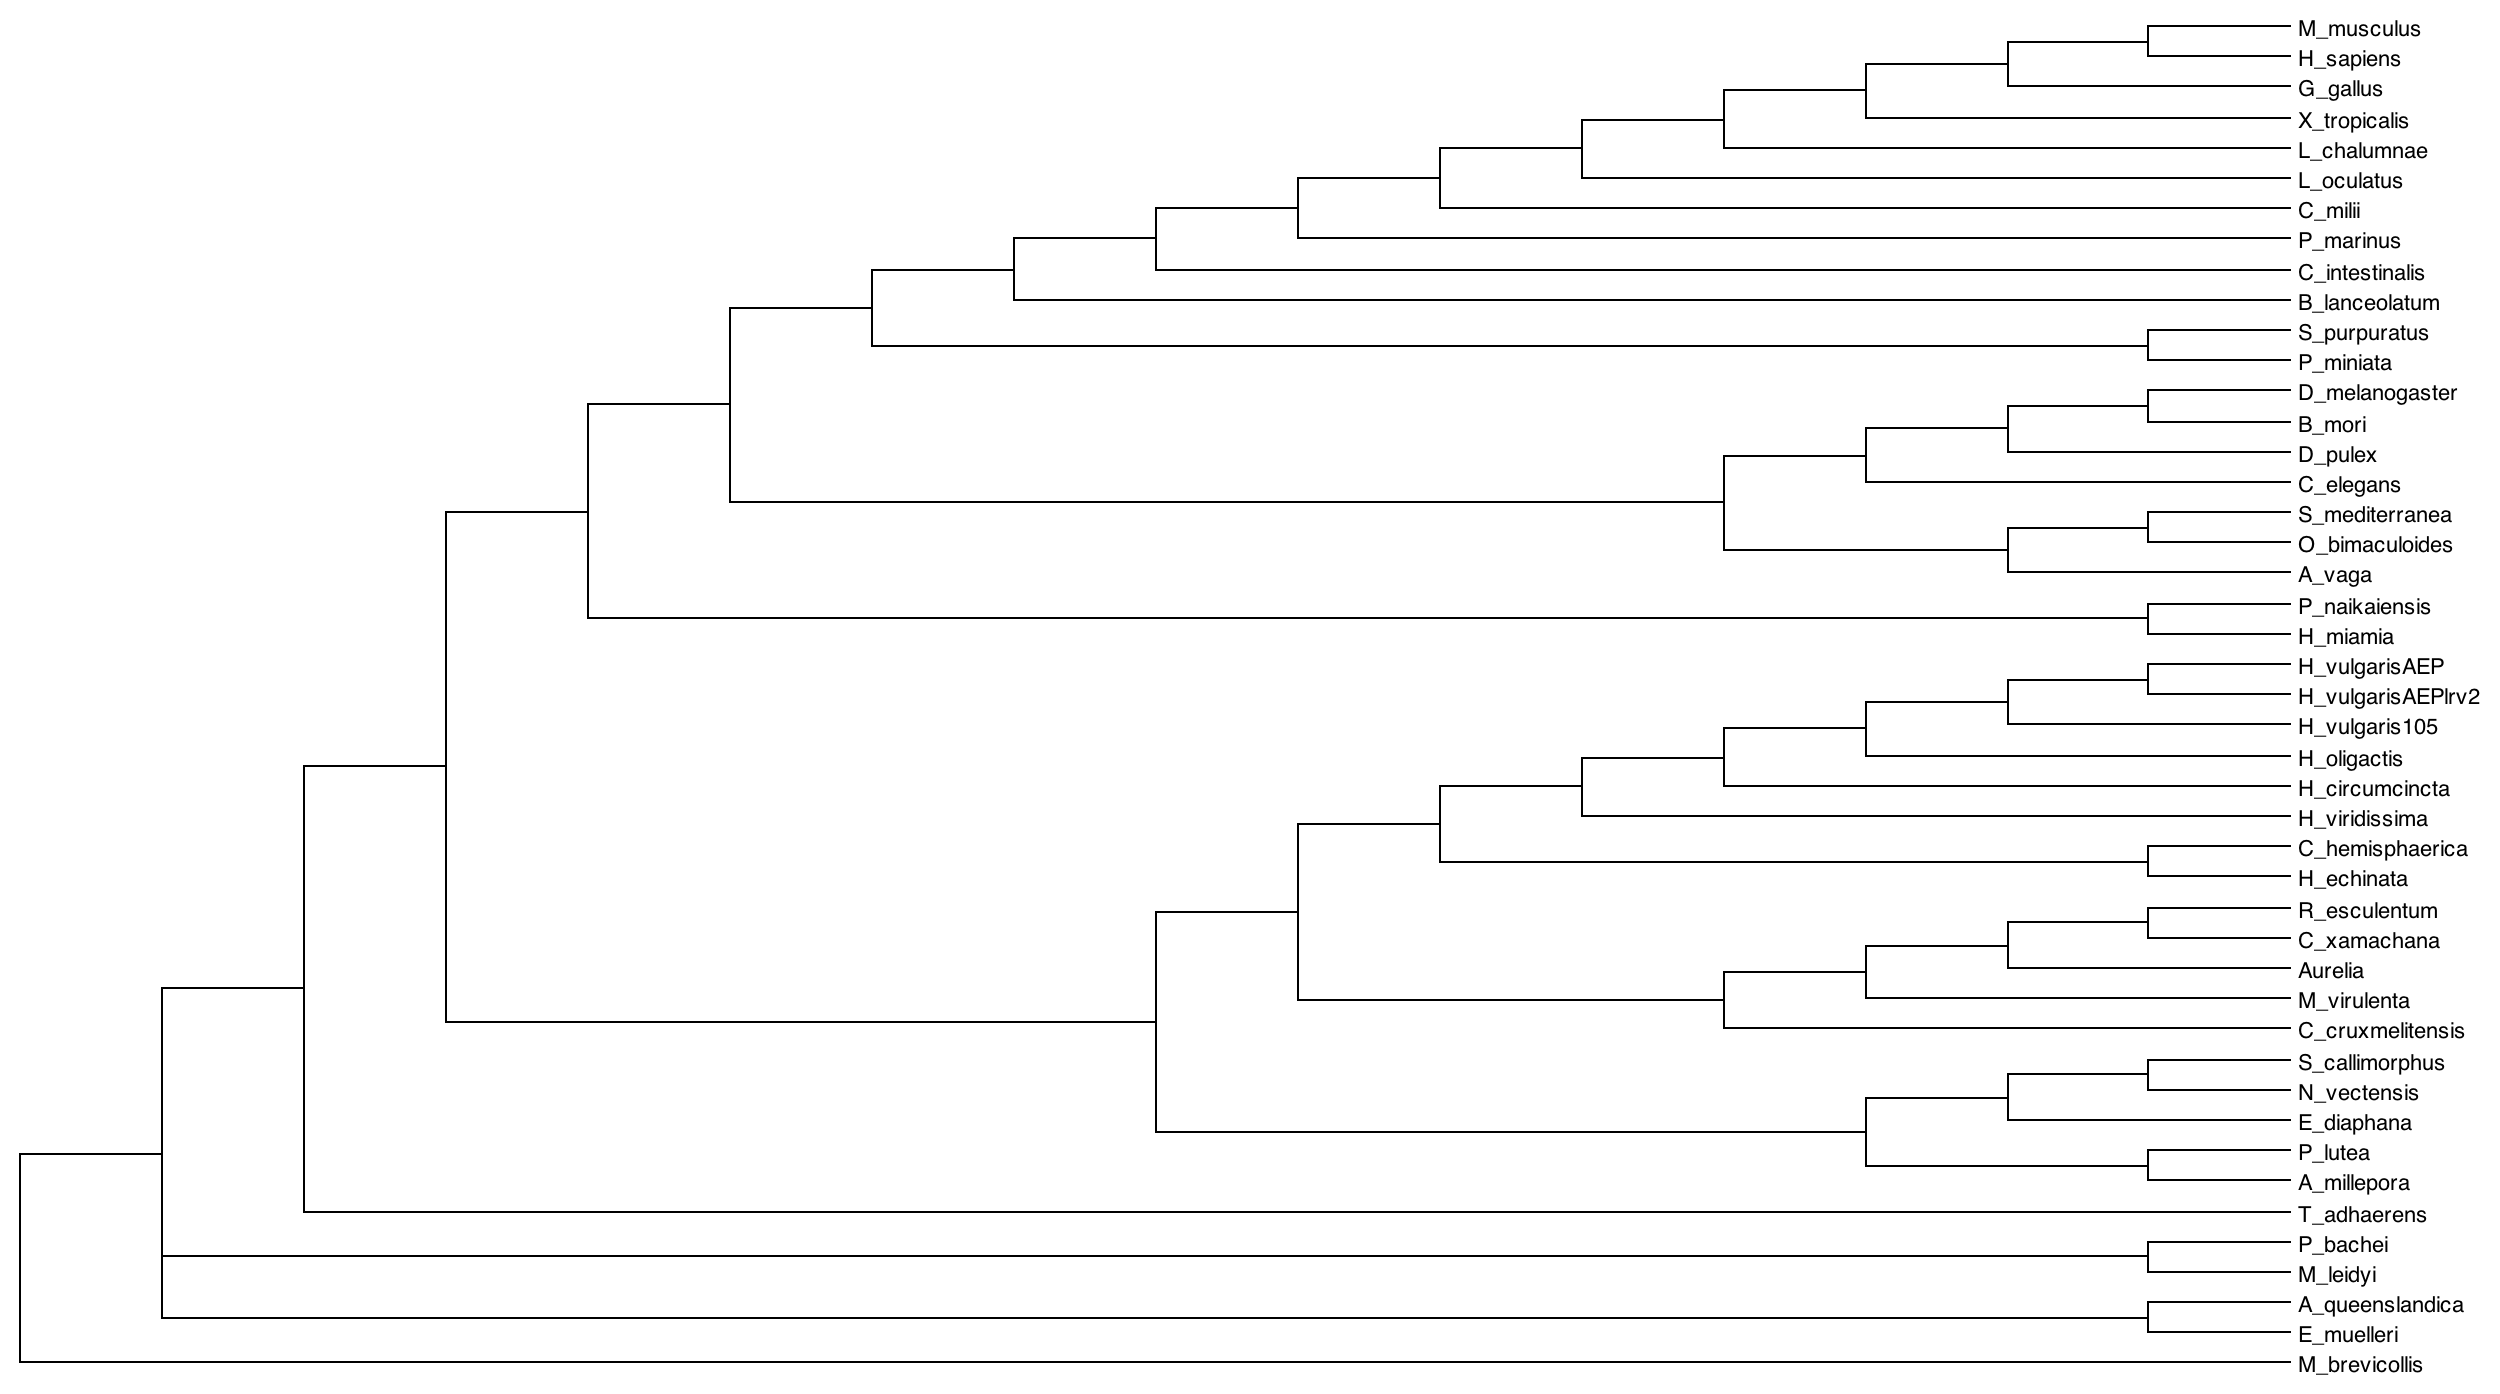 M_musculus
H_sapiens
G_gallus
X_tropicalis
L_chalumnae
L_oculatus
C_milii
P_marinus
C_intestinalis
B_lanceolatum
S_purpuratus
P_miniata
D_melanogaster
B_mori
D_pulex
C_elegans
S_mediterranea
O_bimaculoides
A_vaga
P_naikaiensis
H_miamia
H_vulgarisAEP
H_vulgarisAEPlrv2
H_vulgaris105
H_oligactis
H_circumcincta
H_viridissima
C_hemisphaerica
H_echinata
R_esculentum
C_xamachana
Aurelia
M_virulenta
C_cruxmelitensis
S_callimorphus
N_vectensis
E_diaphana
P_lutea
A_millepora
T_adhaerens
P_bachei
M_leidyi
A_queenslandica
E_muelleri
M_brevicollis